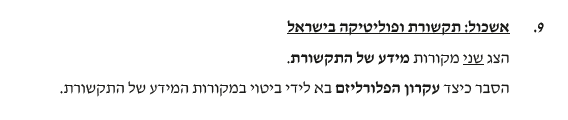 9. אשכול: תקשורת ופוליטיקה בישראל
הצג שני מקורות מידע של התקשורת.
הסבר כיצד עקרון הפלורליזם בא לידי ביטוי במקורות המידע של התקשורת.